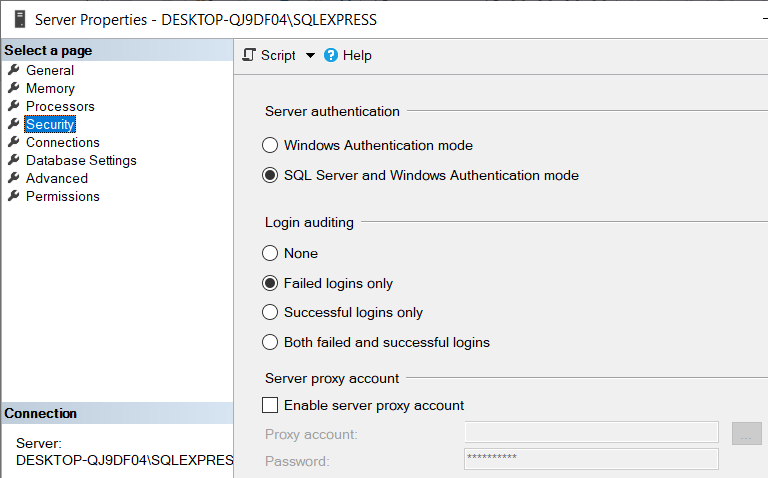 Server Properties - DESKTOP-QJ9DF04\SQLEXPRESS
Select a page
General
Memory
Processors
Security
Connections
Database Settings
Advanced
Permissions
Script Help
Server authentication
Windows Authentication mode
SQL Server and Windows Authentication mode
Login auditing
None
Failed logins only
Successful logins only
Both failed and successful logins
Server proxy account
Enable server proxy account
Proxy account:
...
Password:
**********
Connection
Server:
DESKTOP-QJ9DF04\SQLEXPRES